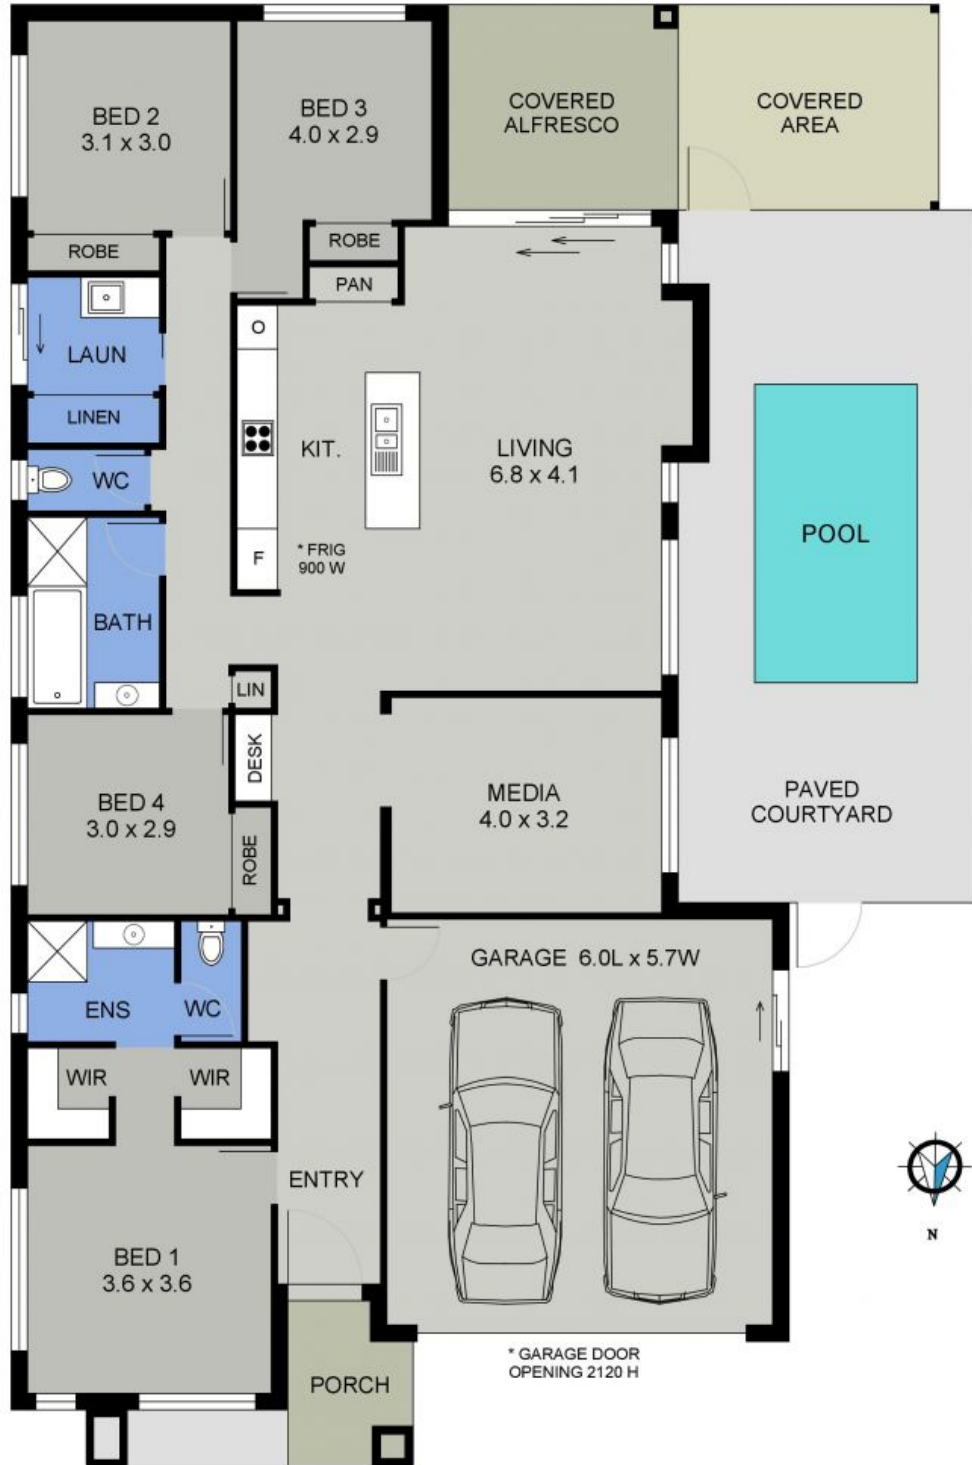 BED 2
3.1 x 3.0
BED 3
4.0 x 2.9
COVERED
ALFRESCO
COVERED
AREA
ROBE
ROBE
PAN
LAUN
O
LINEN
KIT.
LIVING
6.8 x 4.1
WC
POOL
F
* FRIG
900 W
BATH
LIN
DESK
BED 4
3.0 x 2.9
MEDIA
4.0 x 3.2
PAVED
COURTYARD
ROBE
GARAGE 6.0L x 5.7W
ENS
WC
WIR
WIR
ENTRY
N
BED 1
3.6 x 3.6
* GARAGE DOOR
OPENING 2120 H
PORCH